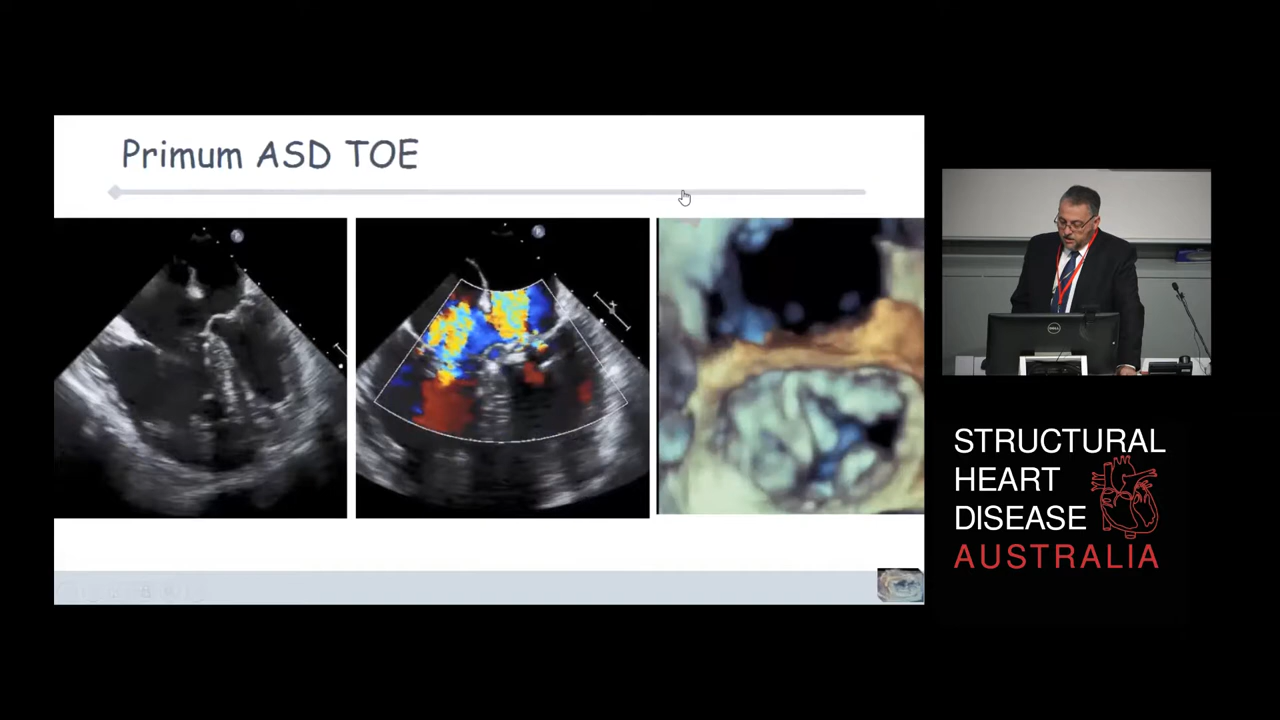 Primum ASD TOE
STRUCTURAL
HEART
DISEASE
AUSTRALIA